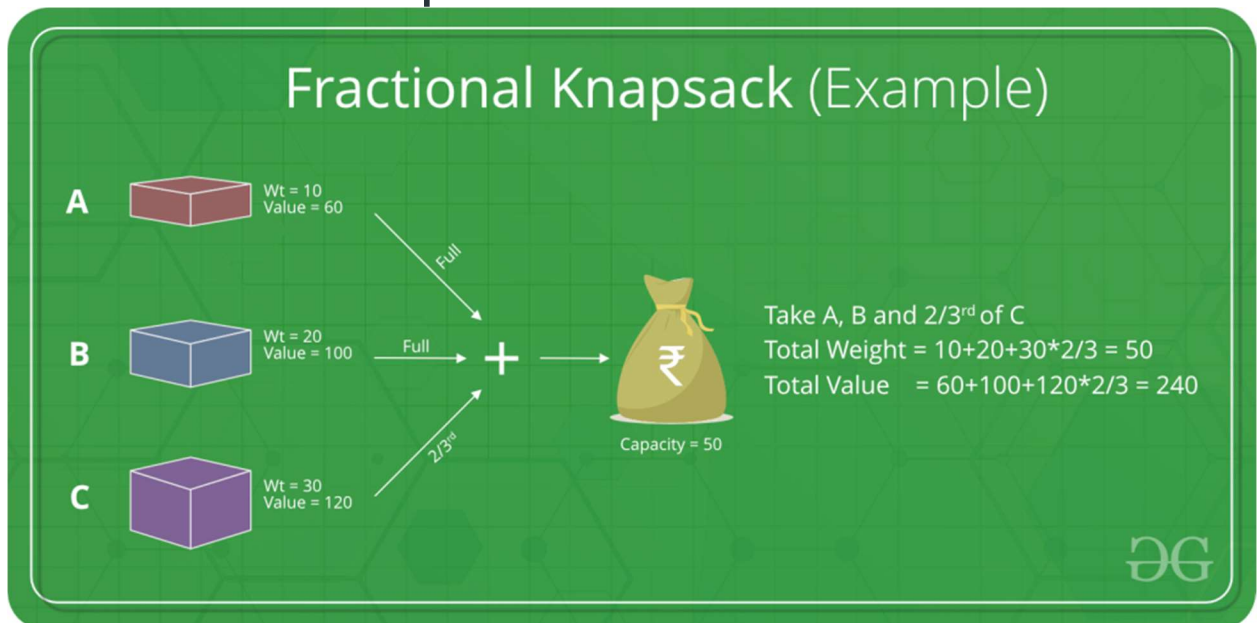 Fractional Knapsack (Example)
A
Wt = 10
Value = 60
Full
B
Wt = 20
Value = 100
Full
+
C
Wt = 30
Value = 120
2/3rd
₹
Capacity = 50
Take A, B and 2/3rd of C
Total Weight = 10+20+30*2/3 = 50
Total Value = 60+100+120*2/3 = 240